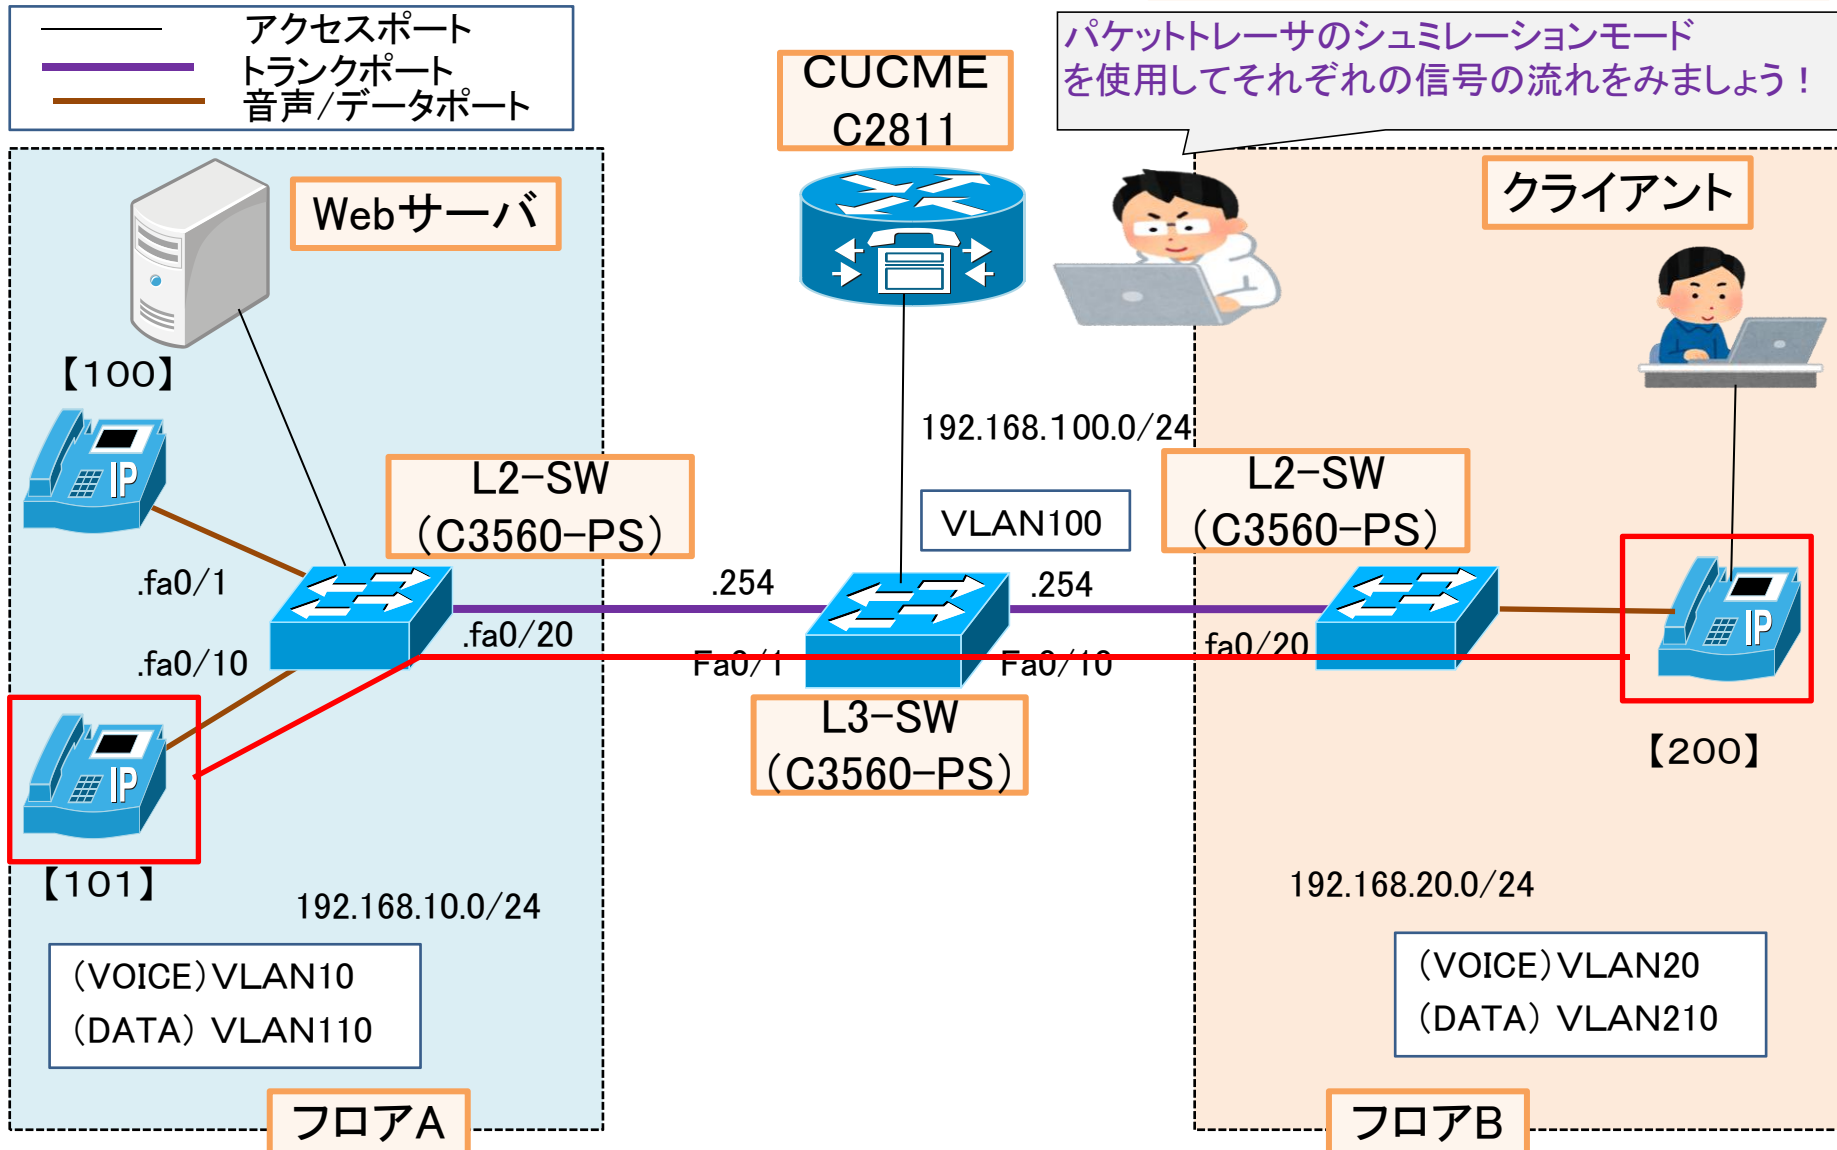 アクセスポート
トランクポート
音声/データポート
CUCME
C2811
パケットトレーサのシュミレーションモード
を使用してそれぞれの信号の流れをみましょう！
Webサーバ
クライアント
【100】
IP
192.168.100.0/24
L2-SW
（C3560-PS）
VLAN100
L2-SW
（C3560-PS）
.fa0/1
.254
.254
.fa0/20
fa0/20
.fa0/10
Fa0/1
Fa0/10
IP
L3-SW
（C3560-PS）
【200】
IP
【101】
192.168.10.0/24
192.168.20.0/24
（VOICE）VLAN10
（DATA） VLAN110
（VOICE）VLAN20
（DATA） VLAN210
フロアA
フロアB